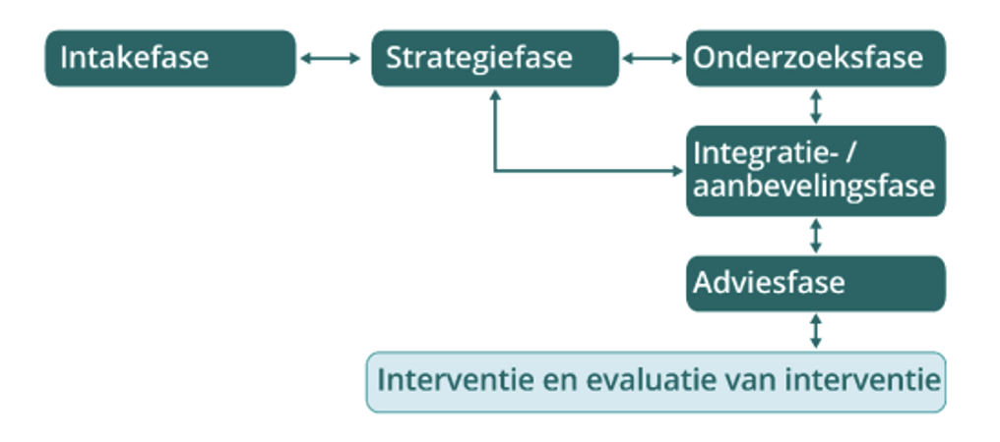 Intakefase
Strategiefase
Onderzoeksfase
Integratie- /
aanbevelingsfase
Adviesfase
Interventie en evaluatie van interventie